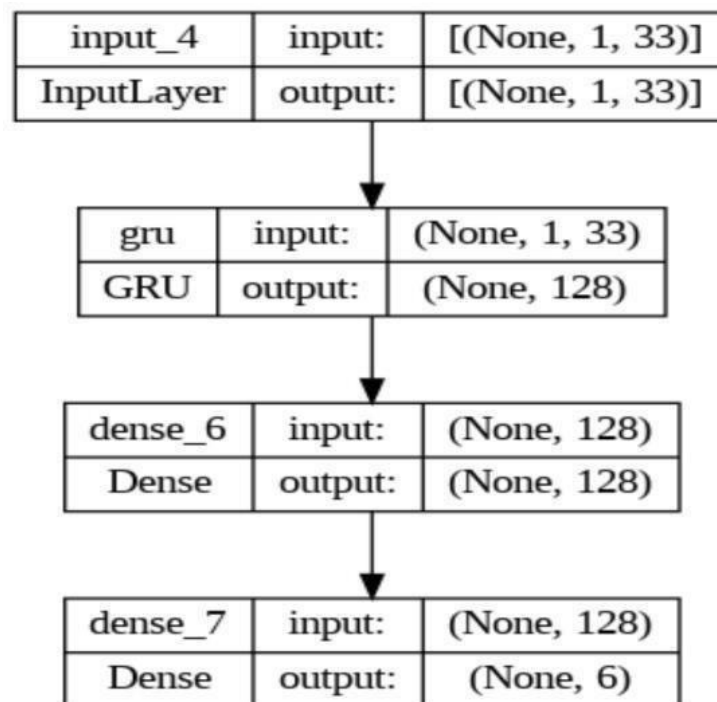 input_4 input: [(None, 1, 33)]
InputLayer output: [(None, 1, 33)]
gru input: (None, 1, 33)
GRU output: (None, 128)
dense_6 input: (None, 128)
Dense output: (None, 128)
dense_7 input: (None, 128)
Dense output: (None, 6)